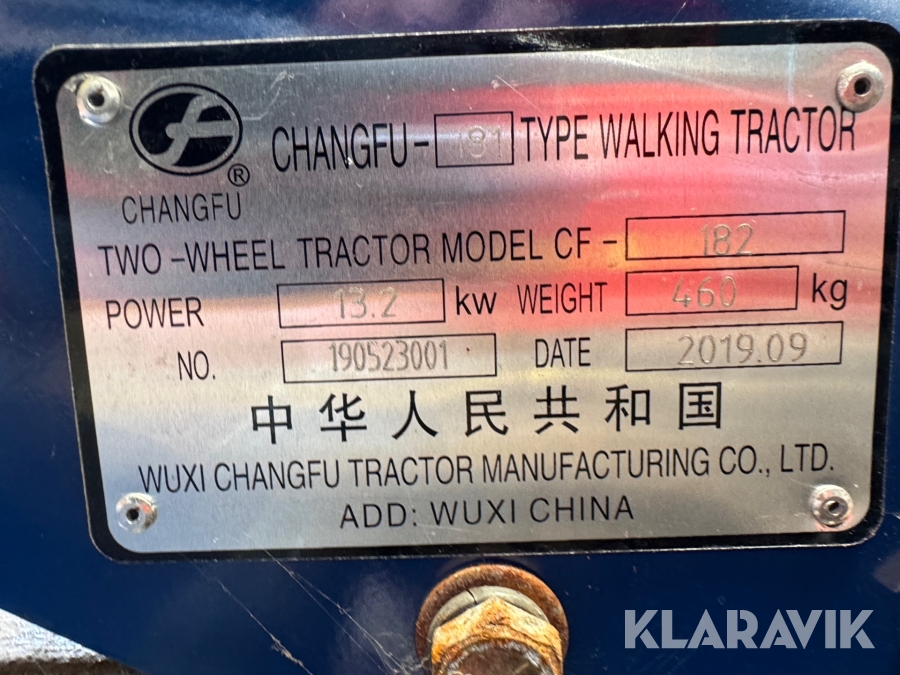 CHANGFU-181 TYPE WALKING TRACTOR
® CHANGFU
TWO-WHEEL TRACTOR MODEL CF-182
POWER 13.2 kw WEIGHT 460 kg
NO. 190523001 DATE 2019.09
中华人民共和国
WUXI CHANGFU TRACTOR MANUFACTURING CO., LTD.
ADD: WUXI CHINA
KLARAVIK